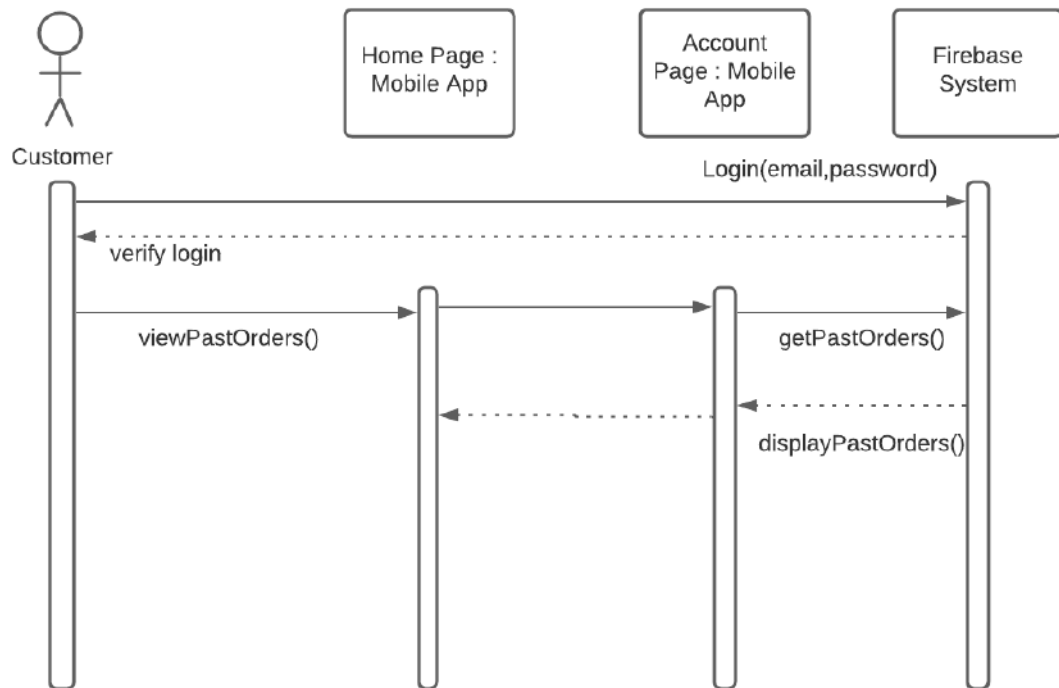 Home Page :
Mobile App
Account
Page : Mobile
App
Firebase
System
Customer
Login(email,password)
verify login
viewPastOrders()
getPastOrders()
displayPastOrders()